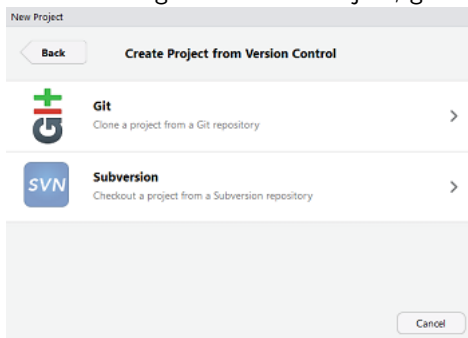 New Project
Back
Create Project from Version Control
git
Git
Clone a project from a Git repository
SVN
Subversion
Checkout a project from a Subversion repository
Cancel